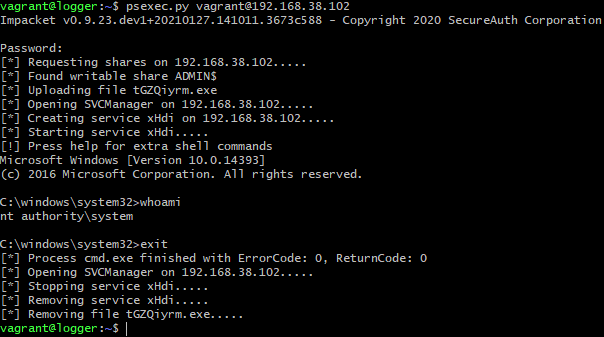 vagrant@logger:~$ psexec.py vagrant@192.168.38.102
Impacket v0.9.23.dev1+20210127.141011.3673c588 - Copyright 2020 SecureAuth Corporation
Password:
[*] Requesting shares on 192.168.38.102.....
[*] Found writable share ADMIN$
[*] Uploading file tGZQiyrm.exe
[*] Opening SVCManager on 192.168.38.102.....
[*] Creating service xHdi on 192.168.38.102.....
[*] Starting service xHdi.....
[!] Press help for extra shell commands
Microsoft Windows [Version 10.0.14393]
(c) 2016 Microsoft Corporation. All rights reserved.
C:\windows\system32>whoami
nt authority\system
C:\windows\system32>exit
[*] Process cmd.exe finished with ErrorCode: 0, ReturnCode: 0
[*] Opening SVCManager on 192.168.38.102.....
[*] Stopping service xHdi.....
[*] Removing service xHdi.....
[*] Removing file tGZQiyrm.exe.....
vagrant@logger:~$